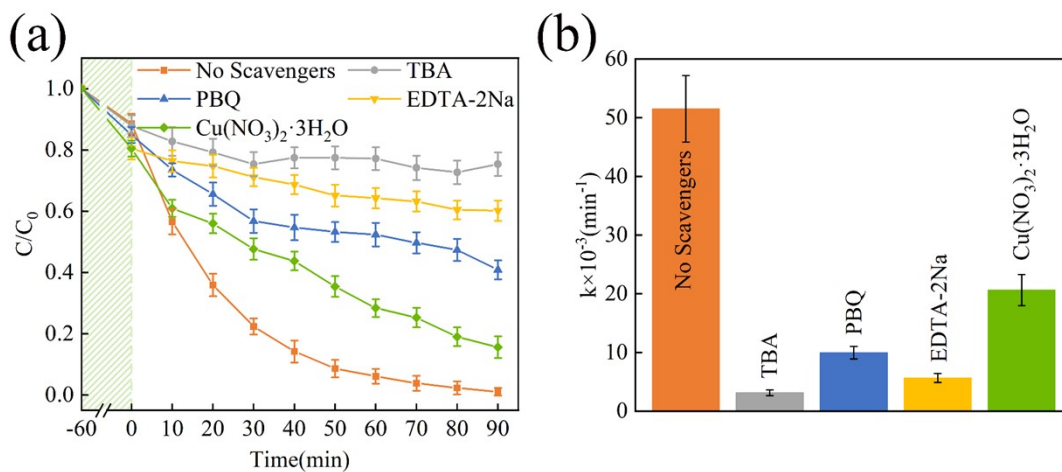 (a)
No Scavengers
TBA
PBQ
EDTA-2Na
Cu(NO₃)₂·3H₂O
C/C₀
1.0
0.8
0.6
0.4
0.2
0.0
-60 0 10 20 30 40 50 60 70 80 90
Time(min)
(b)
k×10⁻³(min⁻¹)
60
50
40
30
20
10
0
No Scavengers
TBA
PBQ
EDTA-2Na
Cu(NO₃)₂·3H₂O